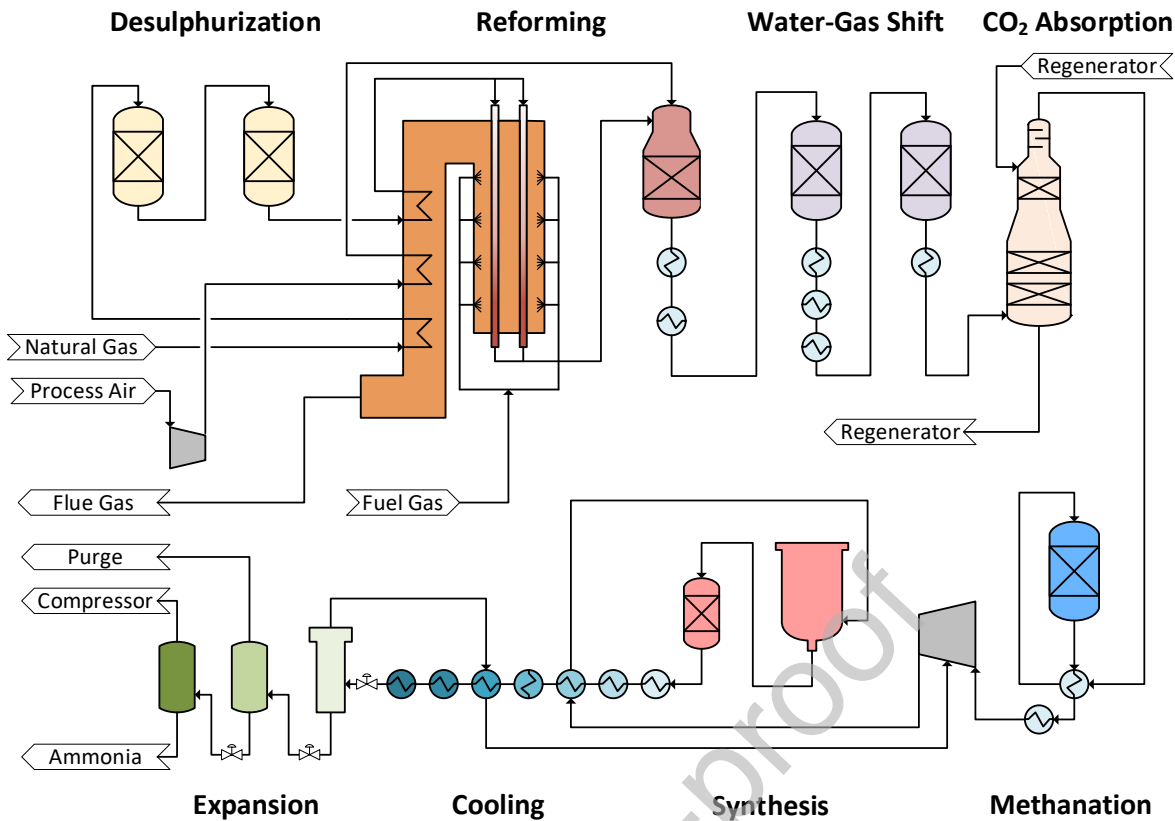 Desulphurization
Reforming
Water-Gas Shift
CO₂ Absorption
Regenerator
Natural Gas
Process Air
Regenerator
Flue Gas
Fuel Gas
Purge
Compressor
Ammonia
Expansion
Cooling
Synthesis
Methanation